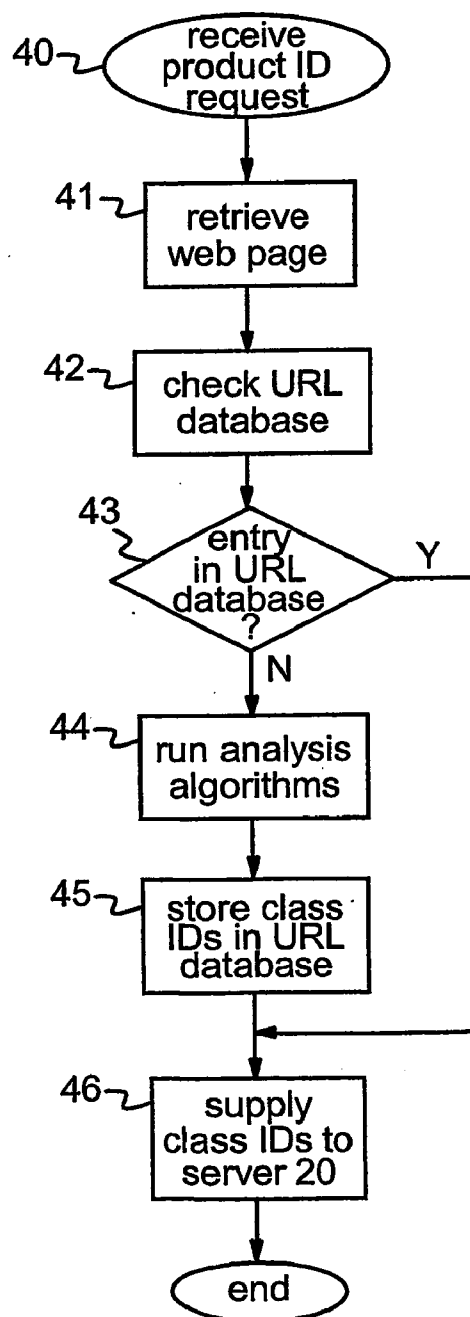 40
receive
product ID
request
41
retrieve
web page
42
check URL
database
43
entry
in URL
database
?
Y
N
44
run analysis
algorithms
45
store class
IDs in URL
database
46
supply
class IDs to
server 20
end